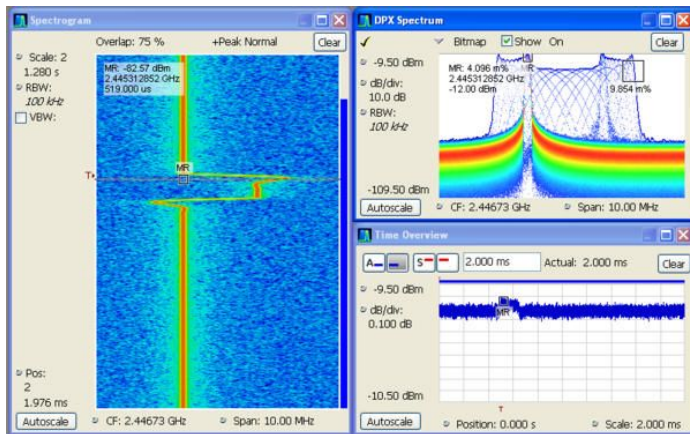 Spectrogram
Overlap: 75 %
+Peak Normal
Clear
Scale: 2
1.280 s
RBW:
100 kHz
VBW:
MR: -82.57 dBm
2.445312852 GHz
519.000 us
MR
T
Pos:
2
1.976 ms
Autoscale
CF: 2.44673 GHz
Span: 10.00 MHz
DPX Spectrum
Bitmap
Show
On
Clear
-9.50 dBm
dB/div:
10.0 dB
RBW:
100 kHz
-109.50 dBm
MR: 4.096 m%
2.445312852 GHz
-12.00 dBm
9.854 m%
Autoscale
CF: 2.44673 GHz
Span: 10.00 MHz
Time Overview
A
S
2.000 ms
Actual: 2.000 ms
Clear
-9.50 dBm
dB/div:
0.100 dB
-10.50 dBm
MR
T
Autoscale
Position: 0.000 s
Scale: 2.000 ms